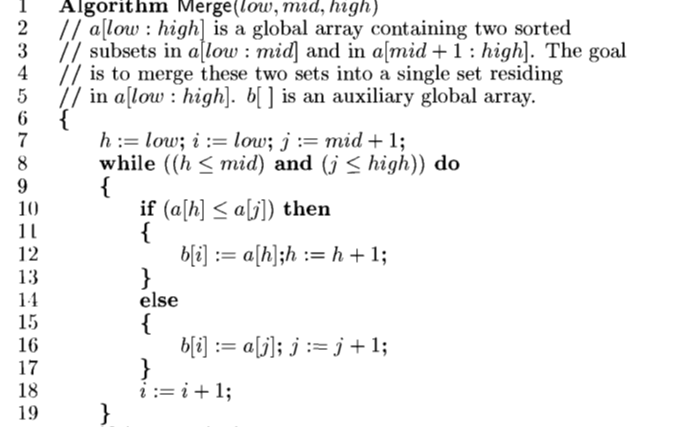 1 Algorithm Merge(low, mid, high)
2 // a[low : high] is a global array containing two sorted
3 // subsets in a[low : mid] and in a[mid + 1 : high]. The goal
4 // is to merge these two sets into a single set residing
5 // in a[low : high]. b[ ] is an auxiliary global array.
6 {
7 h := low; i := low; j := mid + 1;
8 while ((h ≤ mid) and (j ≤ high)) do
9 {
10 if (a[h] ≤ a[j]) then
11 {
12 b[i] := a[h];h := h + 1;
13 }
14 else
15 {
16 b[i] := a[j]; j := j + 1;
17 }
18 i := i + 1;
19 }